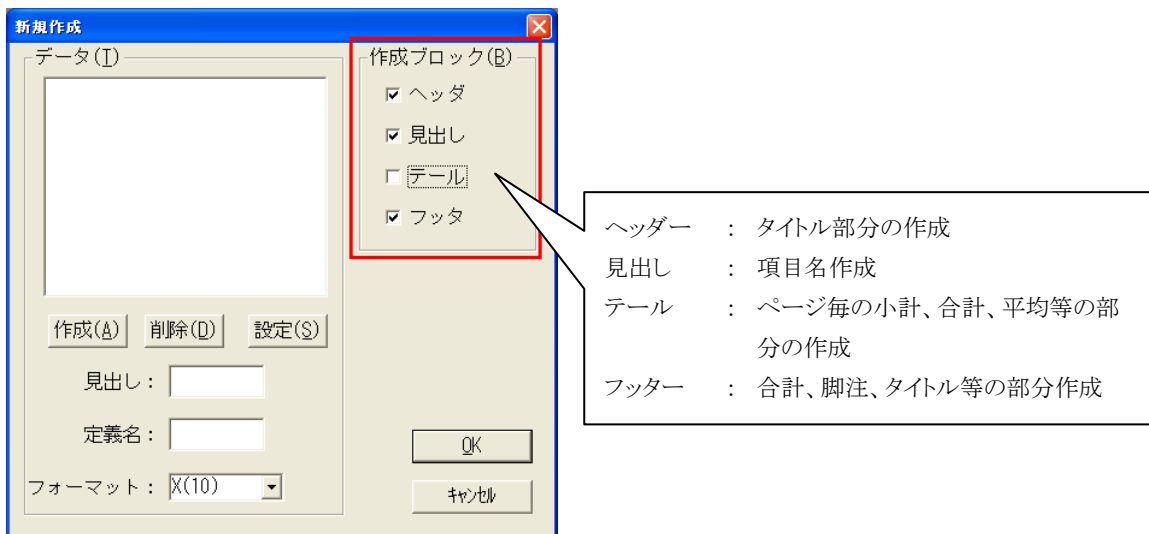 新規作成
データ(T)
作成ブロック(B)
ヘッダ
見出し
テール
フッタ
作成(A) 削除(D) 設定(S)
見出し：
定義名：
フォーマット： X(10)
OK
ｷｬﾝｾﾙ
ヘッダー ： タイトル部分の作成
見出し ： 項目名作成
テール ： ページ毎の小計、合計、平均等の部
分の作成
フッター ： 合計、脚注、タイトル等の部分作成